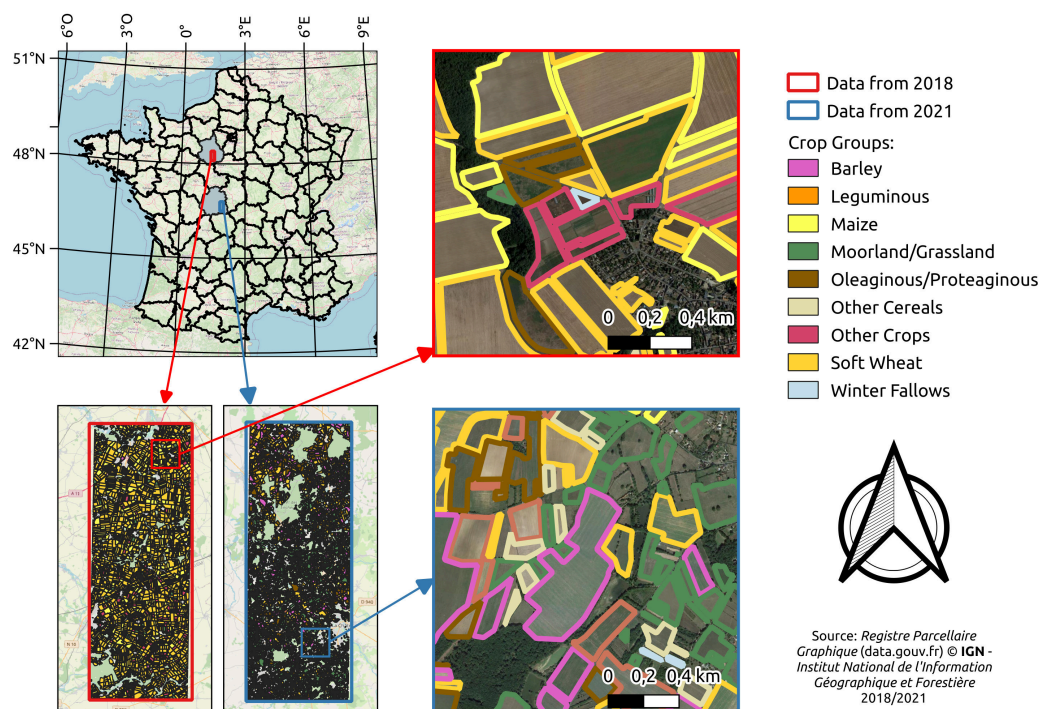 6°O
3°O
0°
3°E
6°E
9°E
51°N
48°N
45°N
42°N
0 0,2 0,4 km
Data from 2018
Data from 2021
Crop Groups:
Barley
Leguminous
Maize
Moorland/Grassland
Oleaginous/Proteaginous
Other Cereals
Other Crops
Soft Wheat
Winter Fallows
A 11
N 10
D 940
0 0,2 0,4 km
Source: Registre Parcellaire
Graphique (data.gouv.fr) © IGN -
Institut National de l'Information
Géographique et Forestière
2018/2021